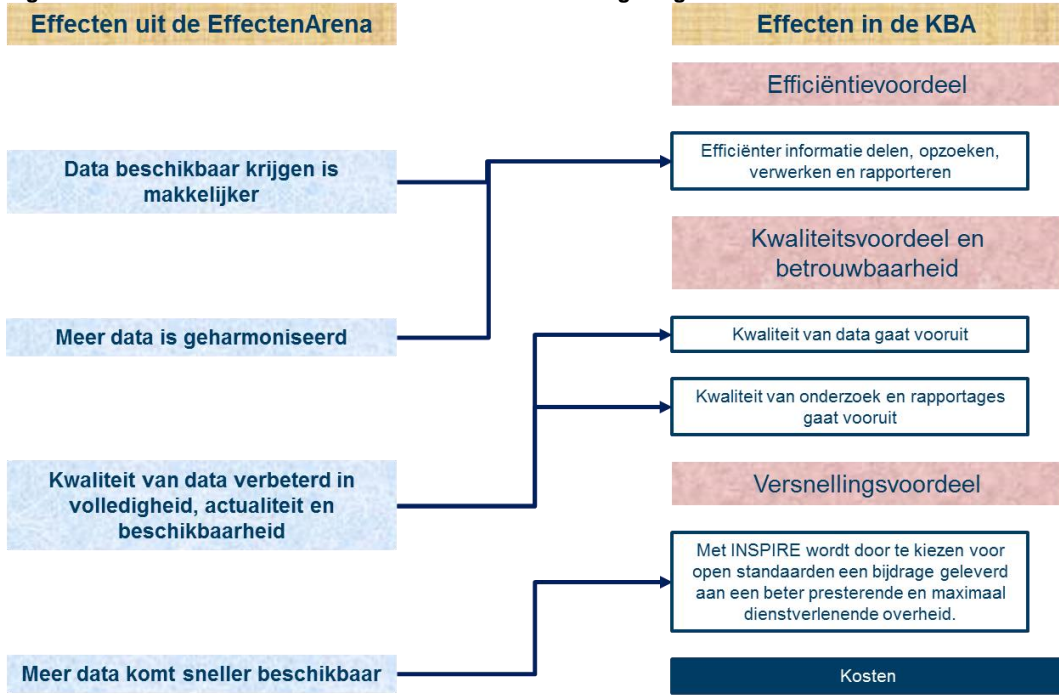 Effecten uit de EffectenArena
Data beschikbaar krijgen is
makkelijker
Meer data is geharmoniseerd
Kwaliteit van data verbeterd in
volledigheid, actualiteit en
beschikbaarheid
Meer data komt sneller beschikbaar
Effecten in de KBA
Efficiëntievoordeel
Efficiënter informatie delen, opzoeken,
verwerken en rapporteren
Kwaliteitsvoordeel en
betrouwbaarheid
Kwaliteit van data gaat vooruit
Kwaliteit van onderzoek en rapportages
gaat vooruit
Versnellingsvoordeel
Met INSPIRE wordt door te kiezen voor
open standaarden een bijdrage geleverd
aan een beter presterende en maximaal
dienstverlenende overheid.
Kosten